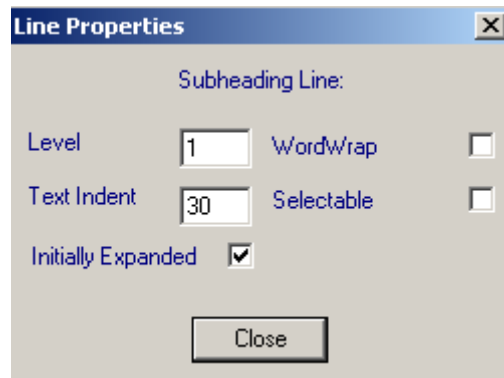 Line Properties
Subheading Line:
Level 1 WordWrap
Text Indent 30 Selectable
Initially Expanded
Close